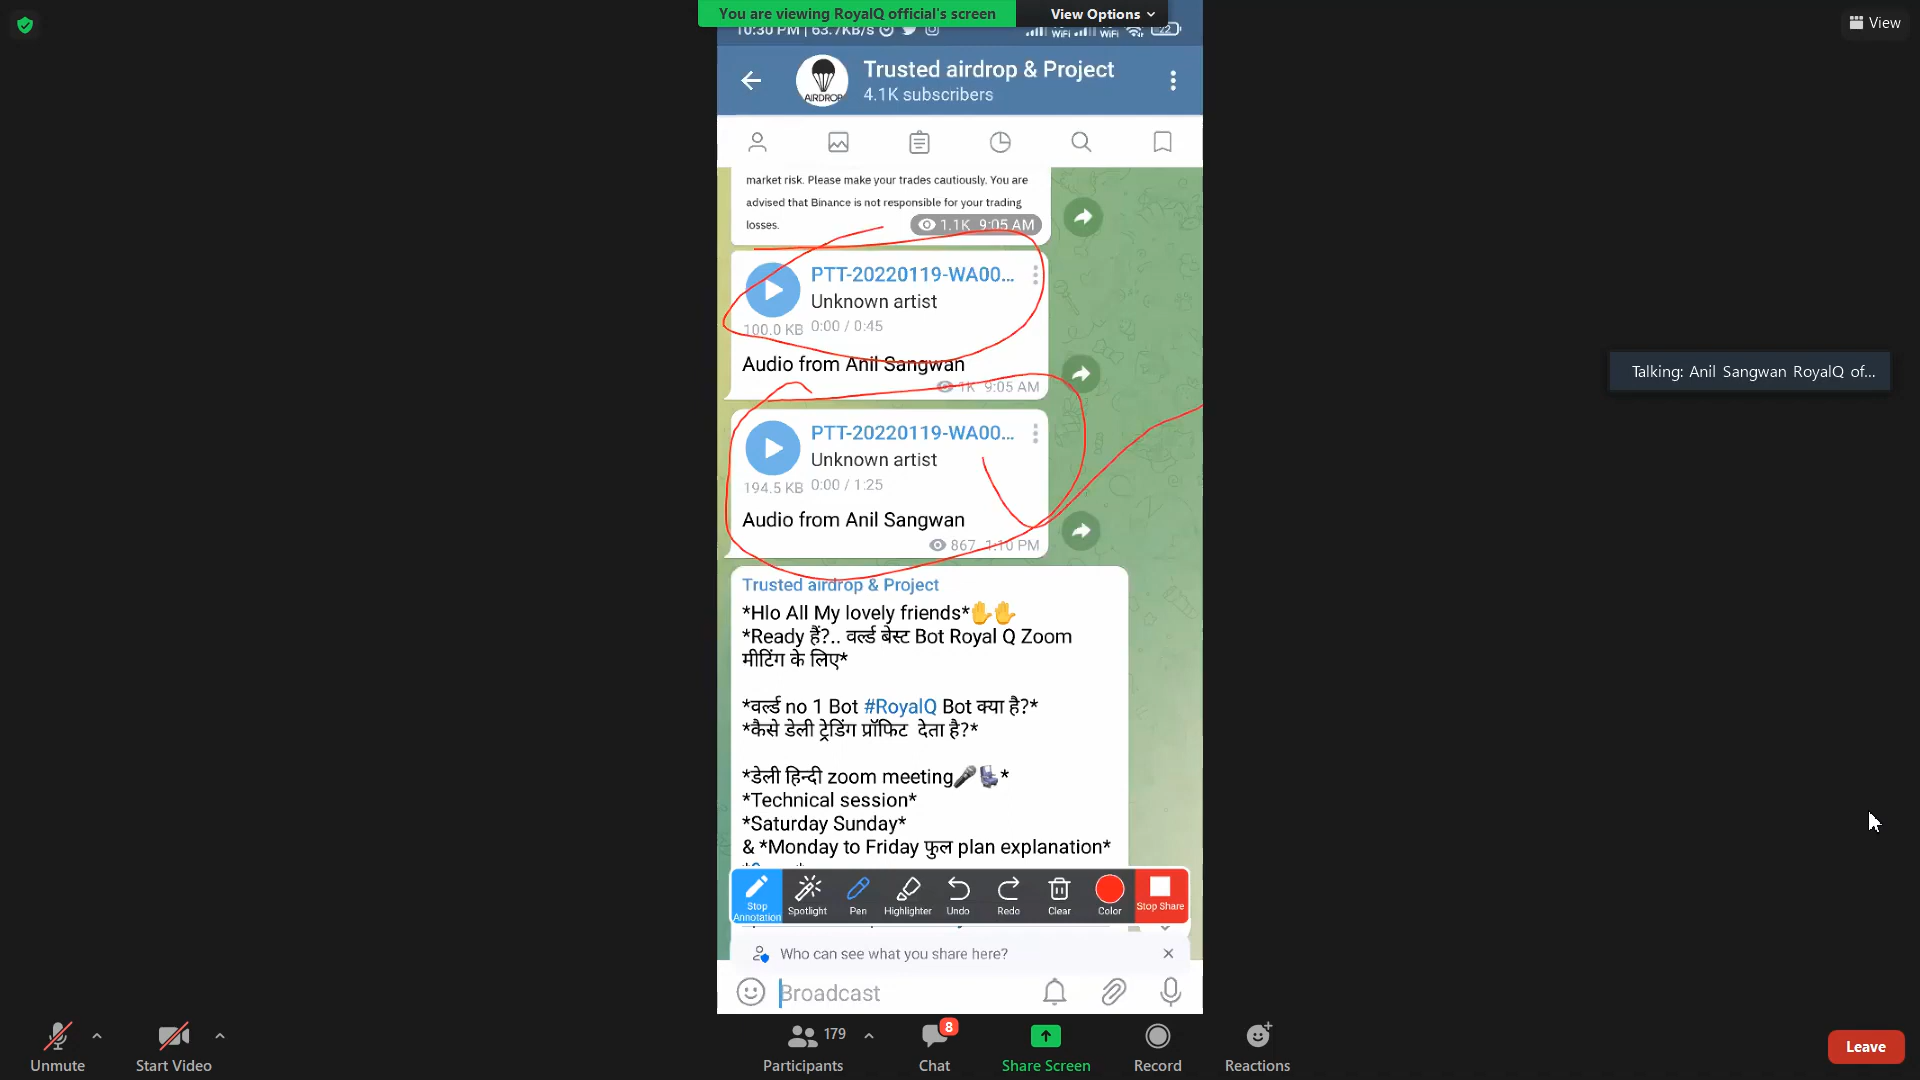 You are viewing RoyalQ official's screen
View Options
View
10:30 PM | 63.7KB/s
WiFi
WiFi
22
AIRDROP
Trusted airdrop & Project
4.1K subscribers
market risk. Please make your trades cautiously. You are
advised that Binance is not responsible for your trading
losses.
1.1K 9:05 AM
PTT-20220119-WA00...
Unknown artist
100.0 KB 0:00 / 0:45
Audio from Anil Sangwan
1K 9:05 AM
Talking: Anil Sangwan RoyalQ of...
PTT-20220119-WA00...
Unknown artist
194.5 KB 0:00 / 1:25
Audio from Anil Sangwan
867 1:10 PM
Trusted airdrop & Project
*Hlo All My lovely friends*✋✋
*Ready हैं?.. वर्ल्ड बेस्ट Bot Royal Q Zoom
मीटिंग के लिए*
*वर्ल्ड no 1 Bot #RoyalQ Bot क्या है?*
*कैसे डेली ट्रेडिंग प्रॉफिट देता है?*
*डेली हिन्दी zoom meeting🎤💺*
*Technical session*
*Saturday Sunday*
& *Monday to Friday फुल plan explanation*
Stop Annotation
Spotlight
Pen
Highlighter
Undo
Redo
Clear
Color
Stop Share
Who can see what you share here?
Broadcast
Unmute
Start Video
179
Participants
8
Chat
Share Screen
Record
Reactions
Leave